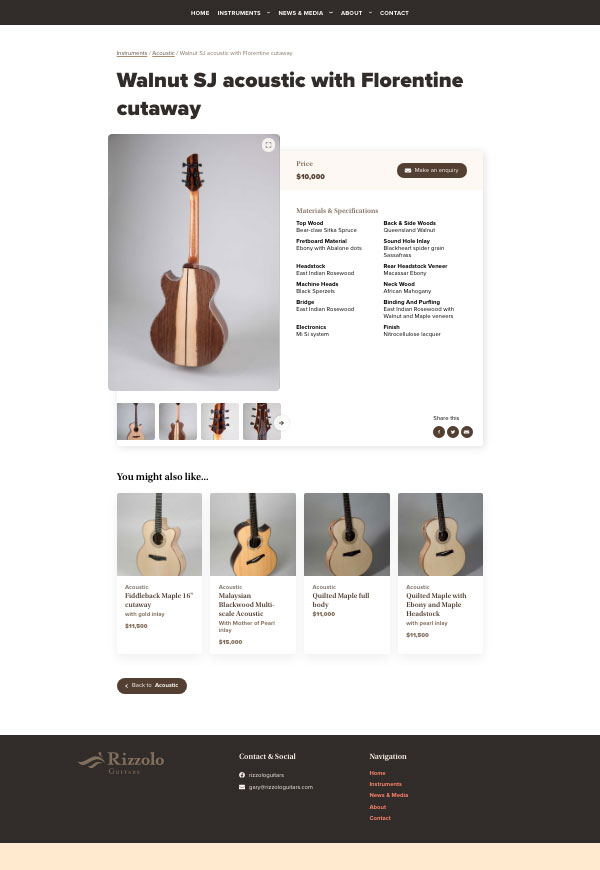 HOME INSTRUMENTS NEWS & MEDIA ABOUT CONTACT
Instruments / Acoustic / Walnut SJ acoustic with Florentine cutaway
Walnut SJ acoustic with Florentine
cutaway
Price
$10,000
Make an enquiry
Materials & Specifications
Top Wood
Bear-claw Sitka Spruce
Back & Side Woods
Queensland Walnut
Fretboard Material
Ebony with Abalone dots
Sound Hole Inlay
Blackheart spider grain
Sassafrass
Headstock
East Indian Rosewood
Rear Headstock Veneer
Macassar Ebony
Machine Heads
Black Sperzels
Neck Wood
African Mahogany
Bridge
East Indian Rosewood
Binding And Purfling
East Indian Rosewood with
Walnut and Maple veneers
Electronics
Mi Si system
Finish
Nitrocellulose lacquer
Share this
You might also like...
Acoustic
Fiddleback Maple 16"
cutaway
with gold inlay
$11,500
Acoustic
Malaysian
Blackwood Multi-
scale Acoustic
With Mother of Pearl
inlay
$15,000
Acoustic
Quilted Maple full
body
$11,000
Acoustic
Quilted Maple with
Ebony and Maple
Headstock
with pearl inlay
$11,500
Back to Acoustic
Rizzolo
Guitars
Contact & Social
rizzologuitars
gary@rizzologuitars.com
Navigation
Home
Instruments
News & Media
About
Contact